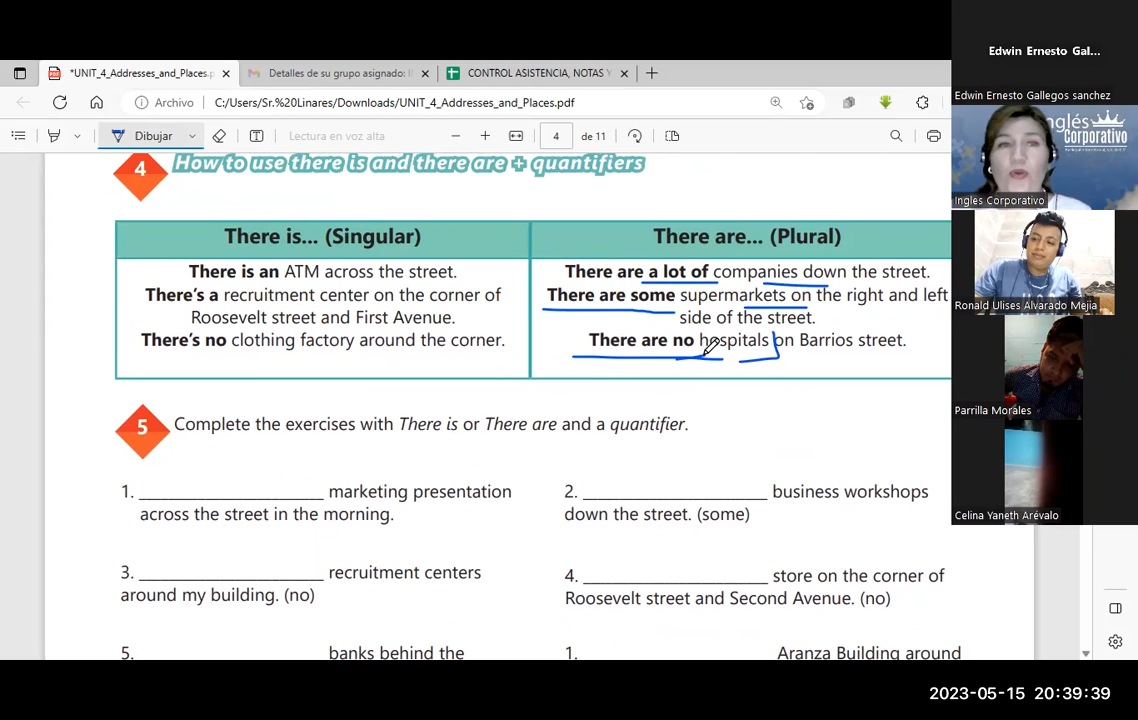 Edwin Ernesto Gal...
*UNIT_4_Addresses_and_Places.p
Detalles de su grupo asignado: I
CONTROL ASISTENCIA, NOTAS Y
Edwin Ernesto Gallegos sanchez
Archivo
C:/Users/Sr.%20Linares/Downloads/UNIT_4_Addresses_and_Places.pdf
Dibujar
Lectura en voz alta
4
de 11
Inglés
Corporativo
Ingles Corporativo
4
How to use there is and there are + quantifiers
There is... (Singular)
There are... (Plural)
There is an ATM across the street.
There's a recruitment center on the corner of
Roosevelt street and First Avenue.
There's no clothing factory around the corner.
There are a lot of companies down the street.
There are some supermarkets on the right and left
side of the street.
There are no hospitals on Barrios street.
Ronald Ulises Alvarado Mejia
Parrilla Morales
Celina Yaneth Arévalo
5
Complete the exercises with There is or There are and a quantifier.
1. ____________________ marketing presentation
across the street in the morning.
2. ____________________ business workshops
down the street. (some)
3. ____________________ recruitment centers
around my building. (no)
4. ____________________ store on the corner of
Roosevelt street and Second Avenue. (no)
5. banks behind the
1. Aranza Building around
2023-05-15 20:39:39